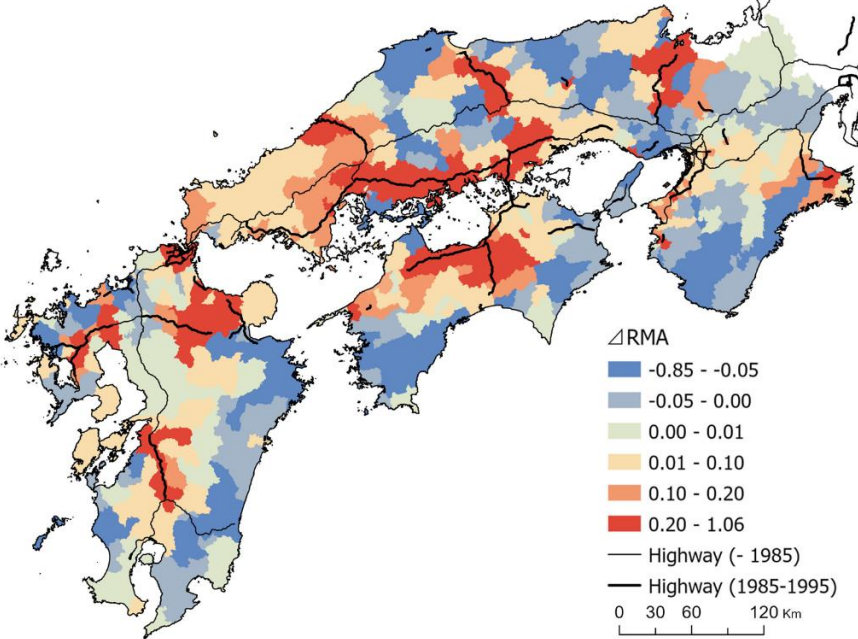 ⊿RMA
-0.85 - -0.05
-0.05 - 0.00
0.00 - 0.01
0.01 - 0.10
0.10 - 0.20
0.20 - 1.06
Highway (- 1985)
Highway (1985-1995)
0 30 60 120 Km